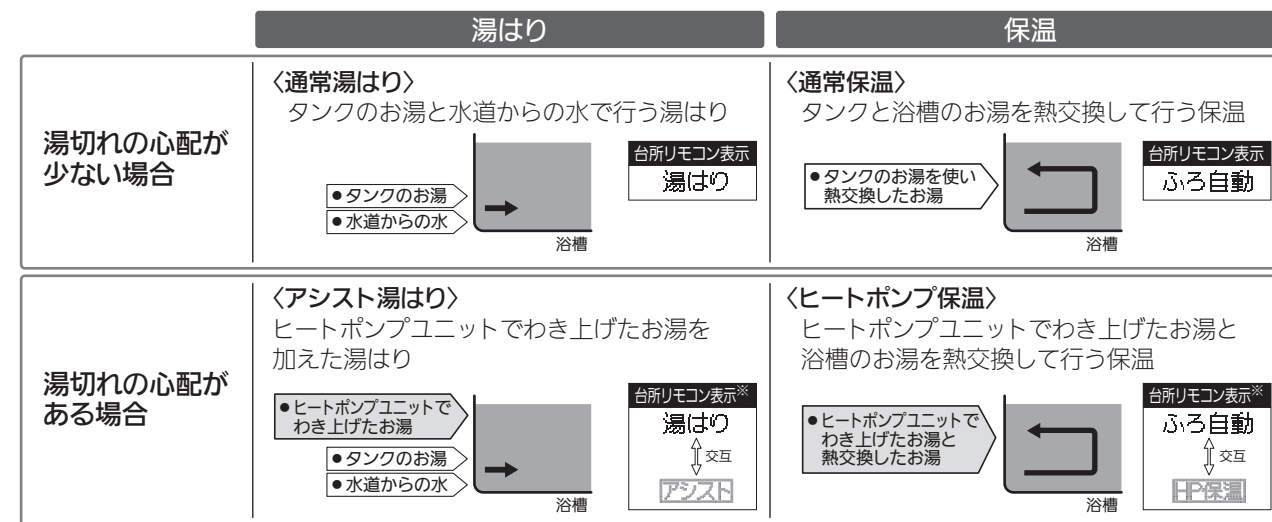 湯はり
保温
湯切れの心配が
少ない場合
〈通常湯はり〉
タンクのお湯と水道からの水で行う湯はり
●タンクのお湯
●水道からの水
浴槽
台所リモコン表示
湯はり
〈通常保温〉
タンクと浴槽のお湯を熱交換して行う保温
●タンクのお湯を使い
熱交換したお湯
浴槽
台所リモコン表示
ふろ自動
湯切れの心配が
ある場合
〈アシスト湯はり〉
ヒートポンプユニットでわき上げたお湯を
加えた湯はり
●ヒートポンプユニットで
わき上げたお湯
●タンクのお湯
●水道からの水
浴槽
台所リモコン表示※
湯はり
交互
アシスト
〈ヒートポンプ保温〉
ヒートポンプユニットでわき上げたお湯と
浴槽のお湯を熱交換して行う保温
●ヒートポンプユニットで
わき上げたお湯と
熱交換したお湯
浴槽
台所リモコン表示※
ふろ自動
交互
HP保温